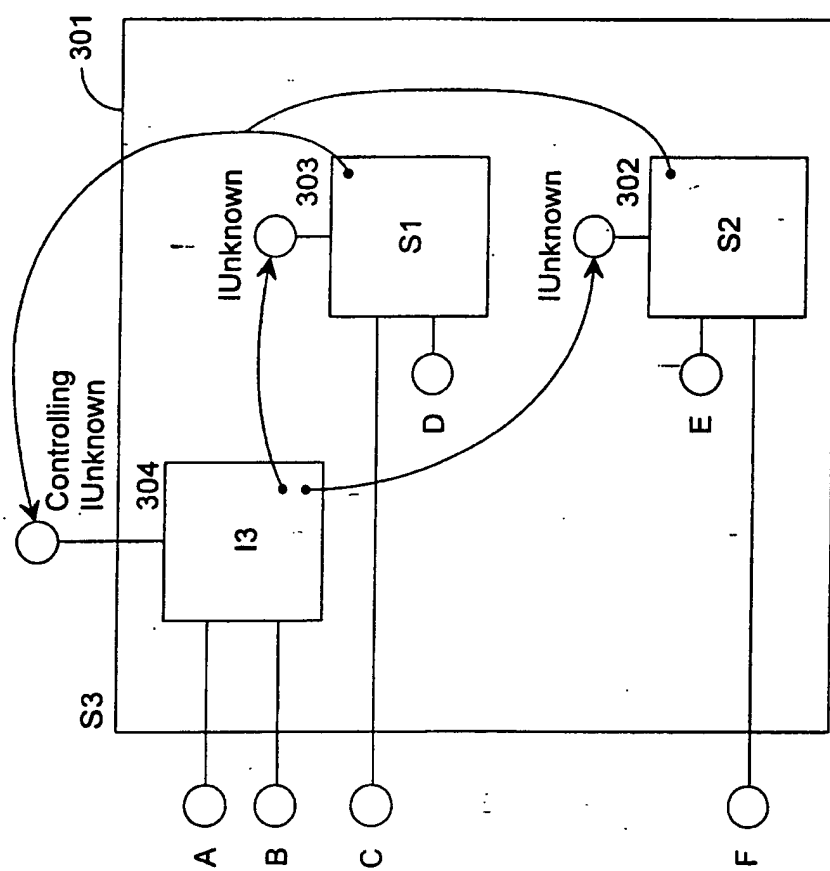 S3
301
Controlling
IUnknown
304
I3
IUnknown
303
S1
IUnknown
302
S2
A
B
C
D
E
F